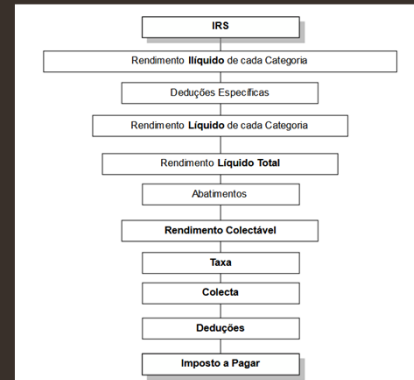 IRS
Rendimento Ilíquido de cada Categoria
Deduções Específicas
Rendimento Líquido de cada Categoria
Rendimento Líquido Total
Abatimentos
Rendimento Colectável
Taxa
Colecta
Deduções
Imposto a Pagar